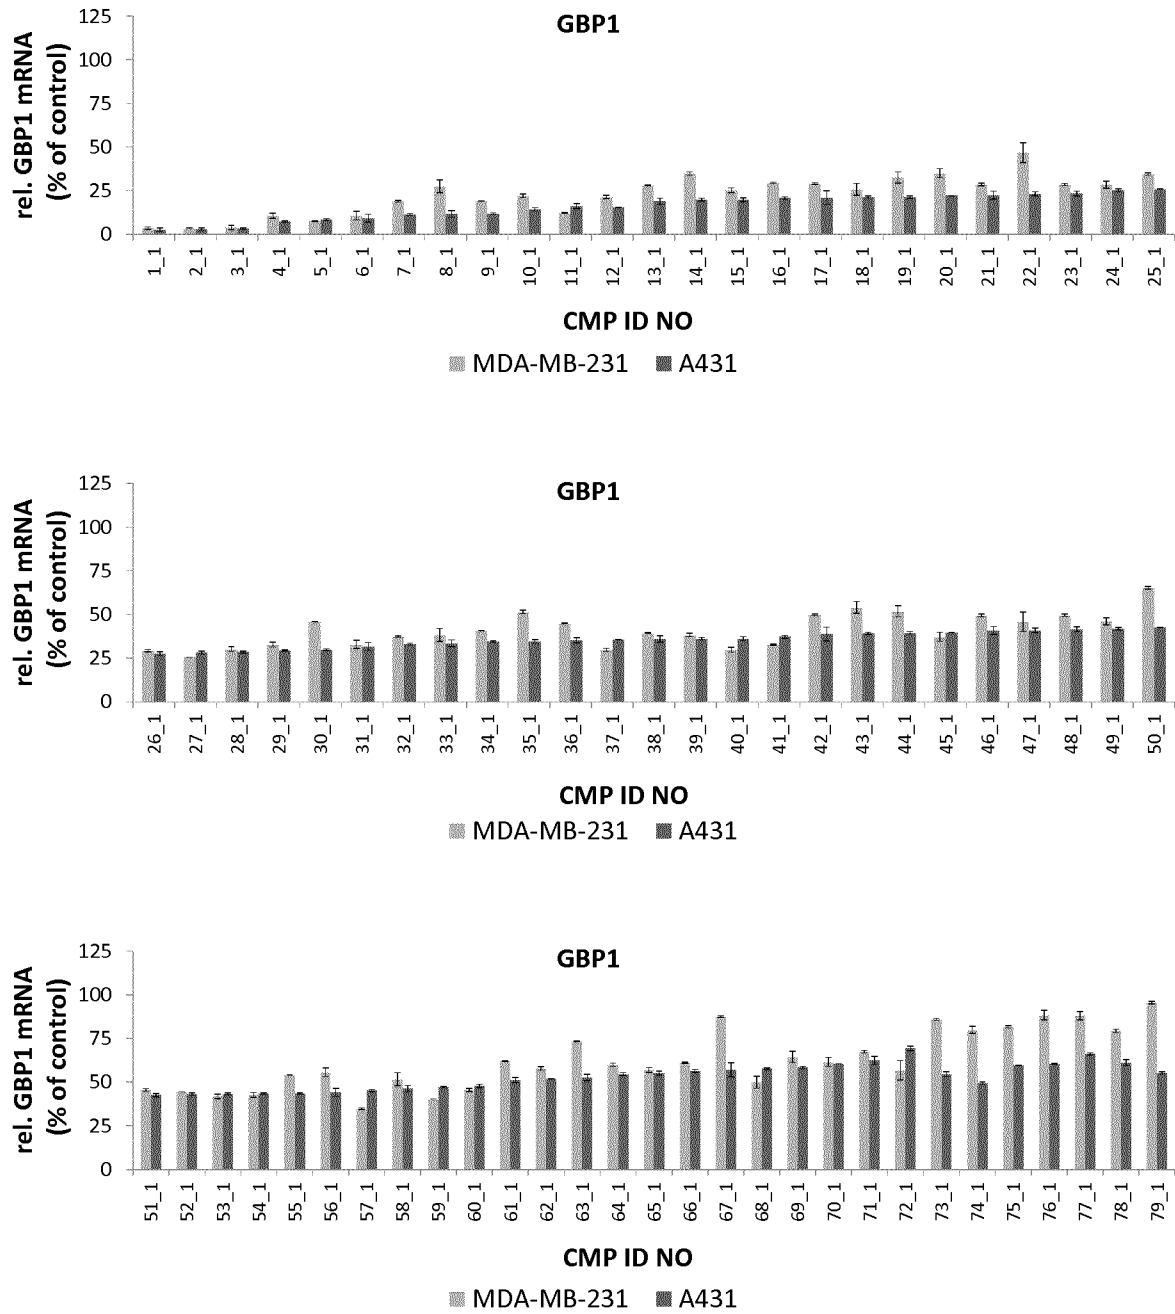 GBP1
rel. GBP1 mRNA
(% of control)
125
100
75
50
25
0
1_1 2_1 3_1 4_1 5_1 6_1 7_1 8_1 9_1 10_1 11_1 12_1 13_1 14_1 15_1 16_1 17_1 18_1 19_1 20_1 21_1 22_1 23_1 24_1 25_1
CMP ID NO
MDA-MB-231 A431
GBP1
rel. GBP1 mRNA
(% of control)
125
100
75
50
25
0
26_1 27_1 28_1 29_1 30_1 31_1 32_1 33_1 34_1 35_1 36_1 37_1 38_1 39_1 40_1 41_1 42_1 43_1 44_1 45_1 46_1 47_1 48_1 49_1 50_1
CMP ID NO
MDA-MB-231 A431
GBP1
rel. GBP1 mRNA
(% of control)
125
100
75
50
25
0
51_1 52_1 53_1 54_1 55_1 56_1 57_1 58_1 59_1 60_1 61_1 62_1 63_1 64_1 65_1 66_1 67_1 68_1 69_1 70_1 71_1 72_1 73_1 74_1 75_1 76_1 77_1 78_1 79_1
CMP ID NO
MDA-MB-231 A431